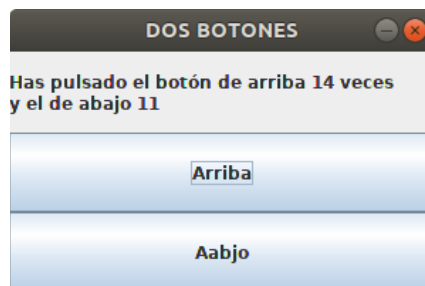 DOS BOTONES
Has pulsado el botón de arriba 14 veces
y el de abajo 11
Arriba
Aabjo